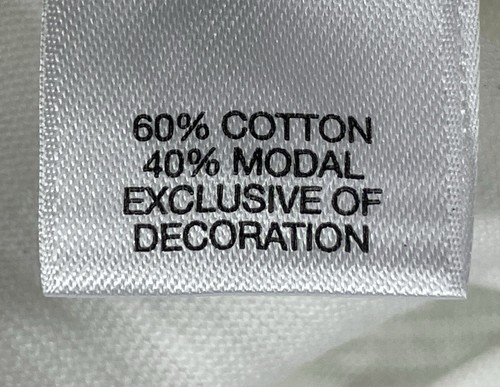 60% COTTON
40% MODAL
EXCLUSIVE OF
DECORATION